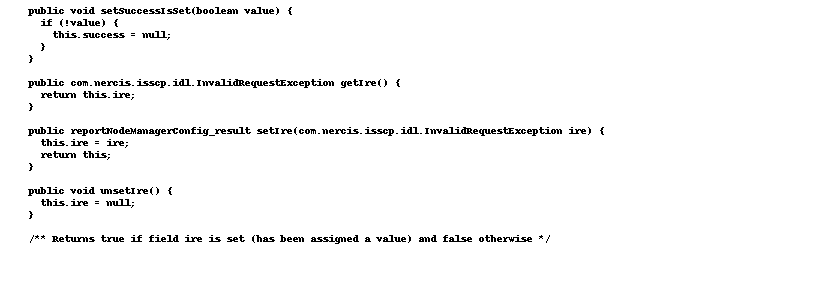 public void setSuccessIsSet(boolean value) {
if (!value) {
this.success = null;
}
}
public com.nercis.isscp.idl.InvalidRequestException getIre() {
return this.ire;
}
public reportNodeManagerConfig_result setIre(com.nercis.isscp.idl.InvalidRequestException ire) {
this.ire = ire;
return this;
}
public void unsetIre() {
this.ire = null;
}
/** Returns true if field ire is set (has been assigned a value) and false otherwise */